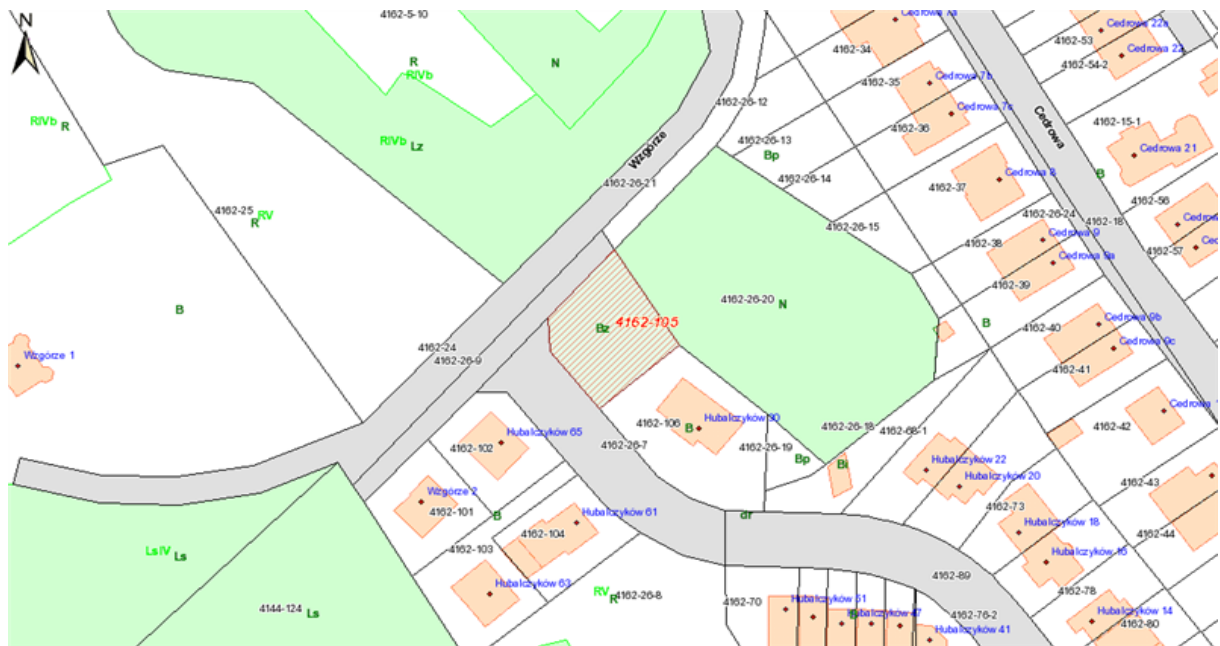 N
4162-5-10
R
RIVb
N
RIVb
R
RIVb
Lz
Wzgórze
4162-26-21
4162-26-12
4162-26-13
Bp
4162-26-14
4162-26-15
4162-34
4162-35
4162-36
4162-37
4162-38
4162-39
4162-40
4162-41
4162-42
4162-43
4162-44
Cedrowa 7b
Cedrowa 7c
Cedrowa 8
4162-26-24
Cedrowa 9
Cedrowa 9a
Cedrowa 9b
Cedrowa 9c
Cedrowa
4162-18
4162-53
Cedrowa 22a
Cedrowa 22
4162-54-2
4162-15-1
Cedrowa 21
B
4162-56
4162-57
4162-25
RV
R
B
Wzgórze 1
4162-24
4162-26-9
4162-26-20
N
Bz
4162-105
B
4162-106
B
Hubalczyków 30
4162-26-7
4162-26-19
4162-26-18
Bp
Bi
4162-68-1
Hubalczyków 22
Hubalczyków 20
4162-73
Hubalczyków 18
Hubalczyków 16
4162-78
Hubalczyków 14
4162-80
4162-102
Hubalczyków 65
Wzgórze 2
4162-101
B
4162-103
4162-104
Hubalczyków 61
Hubalczyków 63
RV
R
4162-26-8
dr
4162-89
4162-76-2
4162-70
Hubalczyków 51
Hubalczyków 47
Hubalczyków 41
LsIV
Ls
4144-124
Ls